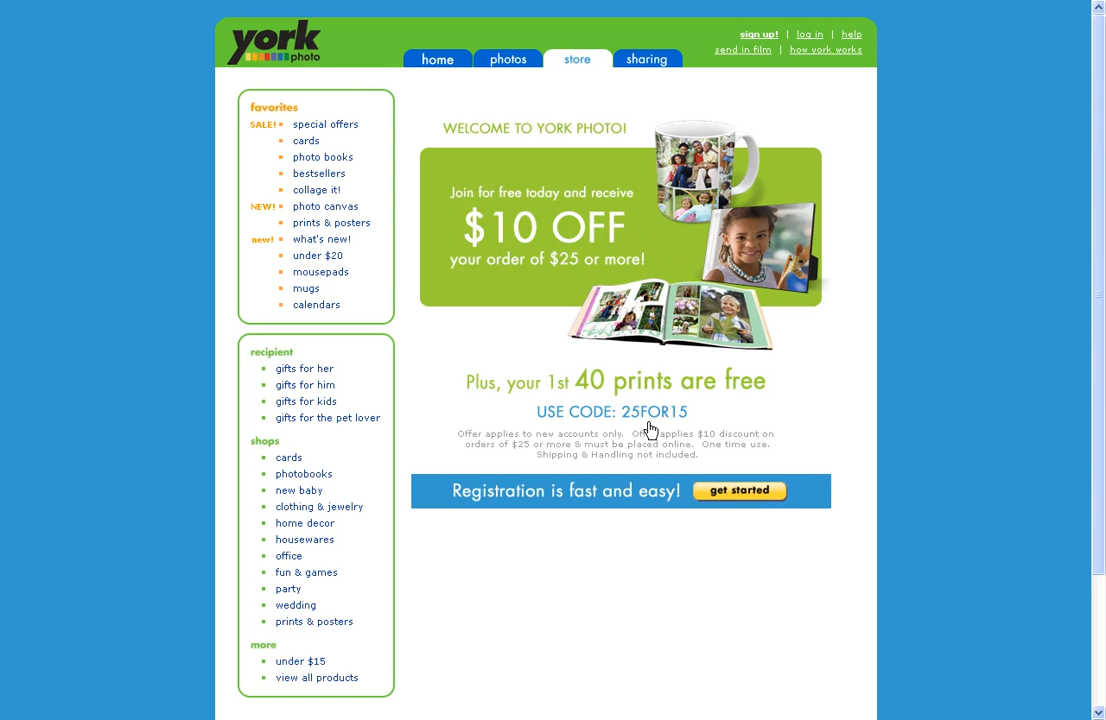 york
photo
sign up! | log in | help
send in film | how york works
home
photos
store
sharing
favorites
SALE! special offers
cards
photo books
bestsellers
collage it!
NEW! photo canvas
prints & posters
new! what's new!
under $20
mousepads
mugs
calendars
recipient
gifts for her
gifts for him
gifts for kids
gifts for the pet lover
shops
cards
photobooks
new baby
clothing & jewelry
home decor
housewares
office
fun & games
party
wedding
prints & posters
more
under $15
view all products
WELCOME TO YORK PHOTO!
Join for free today and receive
$10 OFF
your order of $25 or more!
Plus, your 1st 40 prints are free
USE CODE: 25FOR15
Offer applies to new accounts only. applies $10 discount on
orders of $25 or more & must be placed online. One time use.
Shipping & Handling not included.
Registration is fast and easy! get started